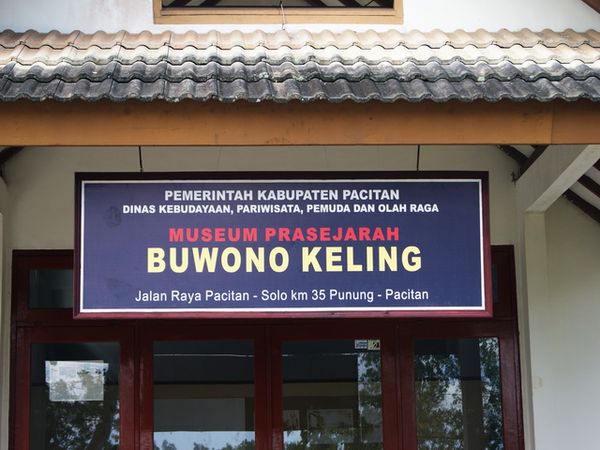 PEMERINTAH KABUPATEN PACITAN
DINAS KEBUDAYAAN, PARIWISATA, PEMUDA DAN OLAH RAGA
MUSEUM PRASEJARAH
BUWONO KELING
Jalan Raya Pacitan - Solo km 35 Punung - Pacitan